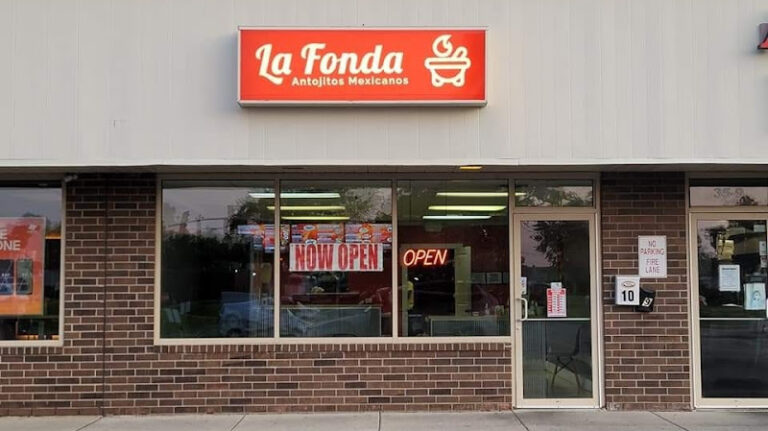 La Fonda
Antojitos Mexicanos
NOW OPEN
OPEN
NO
PARKING
FIRE
LANE
10
ONE